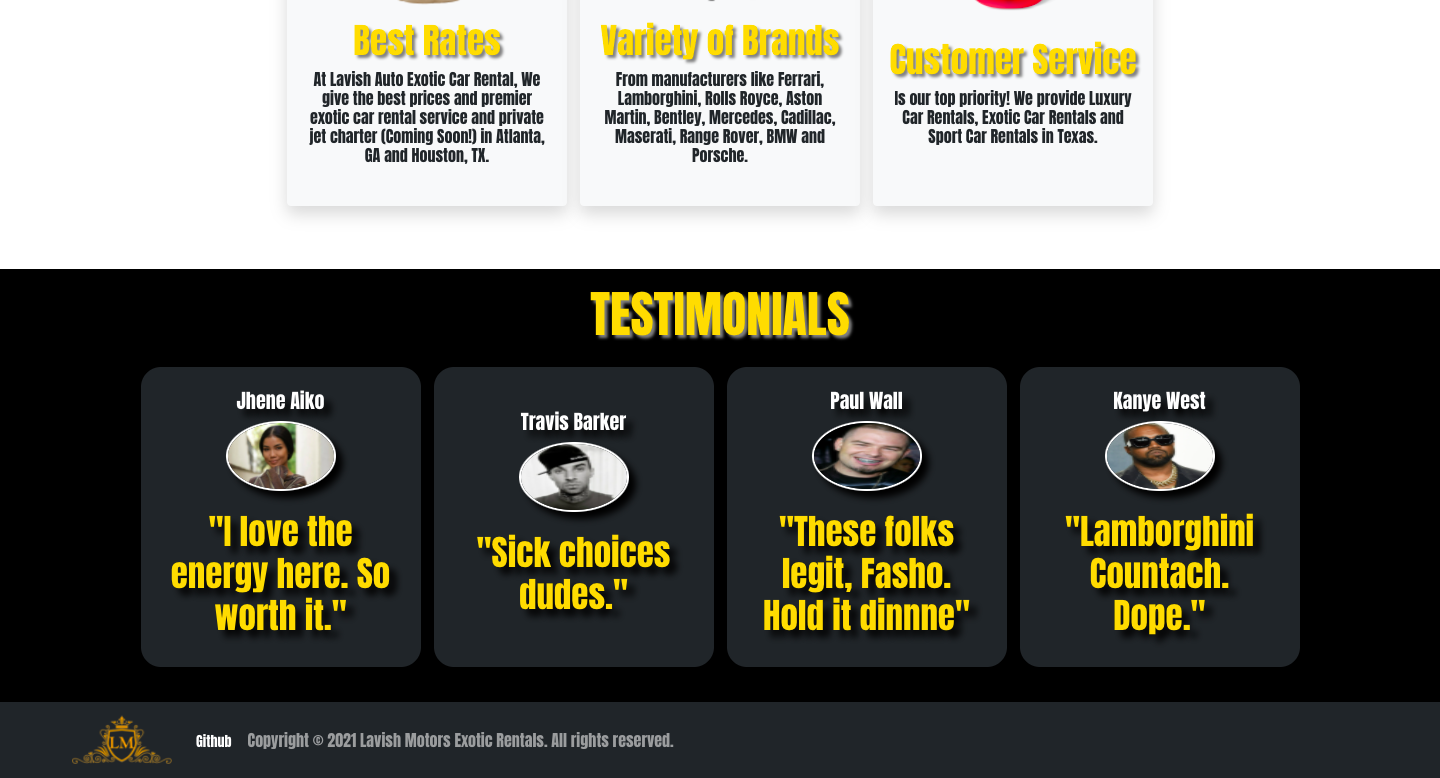 Best Rates
At Lavish Auto Exotic Car Rental, We
give the best prices and premier
exotic car rental service and private
jet charter (Coming Soon!) in Atlanta,
GA and Houston, TX.
Variety of Brands
From manufacturers like Ferrari,
Lamborghini, Rolls Royce, Aston
Martin, Bentley, Mercedes, Cadillac,
Maserati, Range Rover, BMW and
Porsche.
Customer Service
Is our top priority! We provide Luxury
Car Rentals, Exotic Car Rentals and
Sport Car Rentals in Texas.
TESTIMONIALS
Jhene Aiko
"I love the
energy here. So
worth it."
Travis Barker
"Sick choices
dudes."
Paul Wall
"These folks
legit, Fasho.
Hold it dinnne"
Kanye West
"Lamborghini
Countach.
Dope."
LM
Github
Copyright © 2021 Lavish Motors Exotic Rentals. All rights reserved.